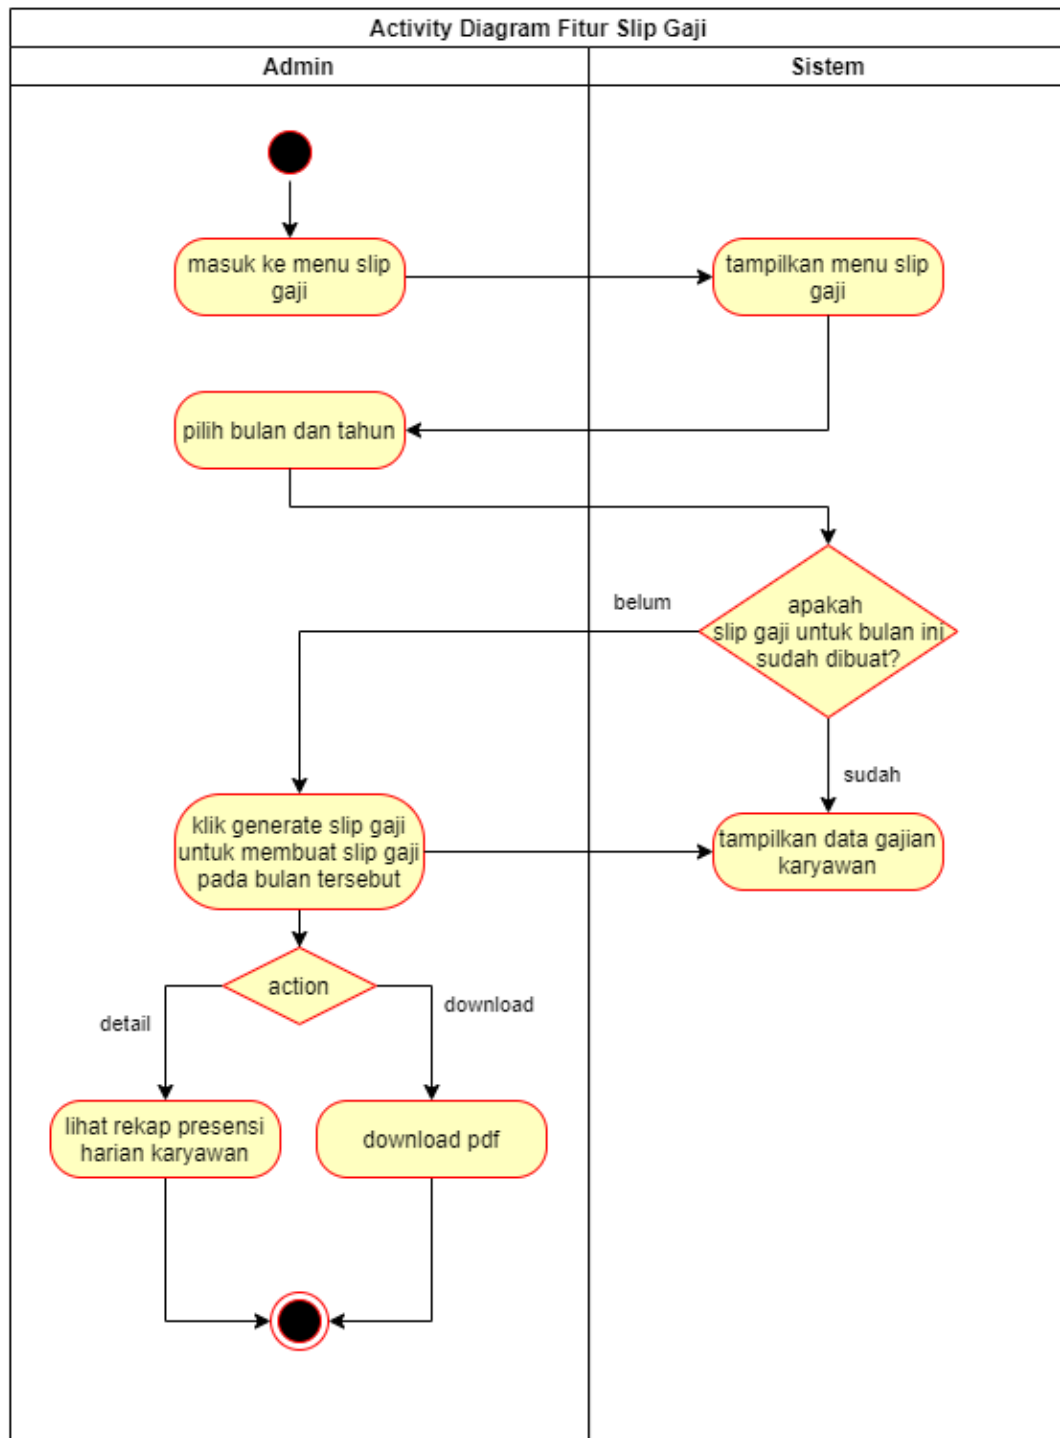 Activity Diagram Fitur Slip Gaji
Admin
Sistem
masuk ke menu slip
gaji
tampilkan menu slip
gaji
pilih bulan dan tahun
belum
apakah
slip gaji untuk bulan ini
sudah dibuat?
sudah
klik generate slip gaji
untuk membuat slip gaji
pada bulan tersebut
tampilkan data gajian
karyawan
action
detail
download
lihat rekap presensi
harian karyawan
download pdf